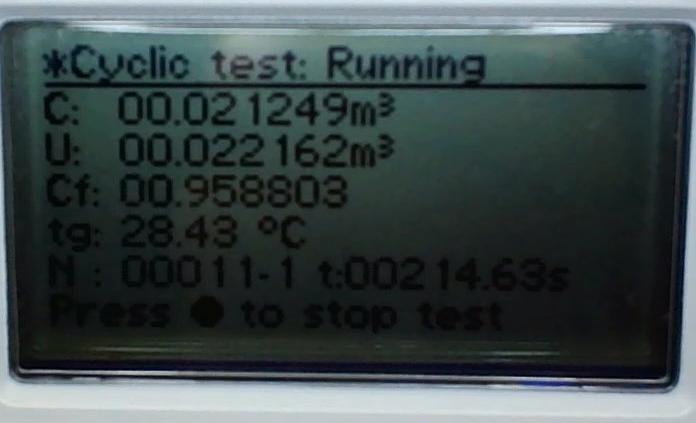 *Cyclic test: Running
C: 00.021249m³
U: 00.022162m³
Cf: 00.958803
tg: 28.43 °C
N : 00011-1 t:00214.63s
Press ● to stop test